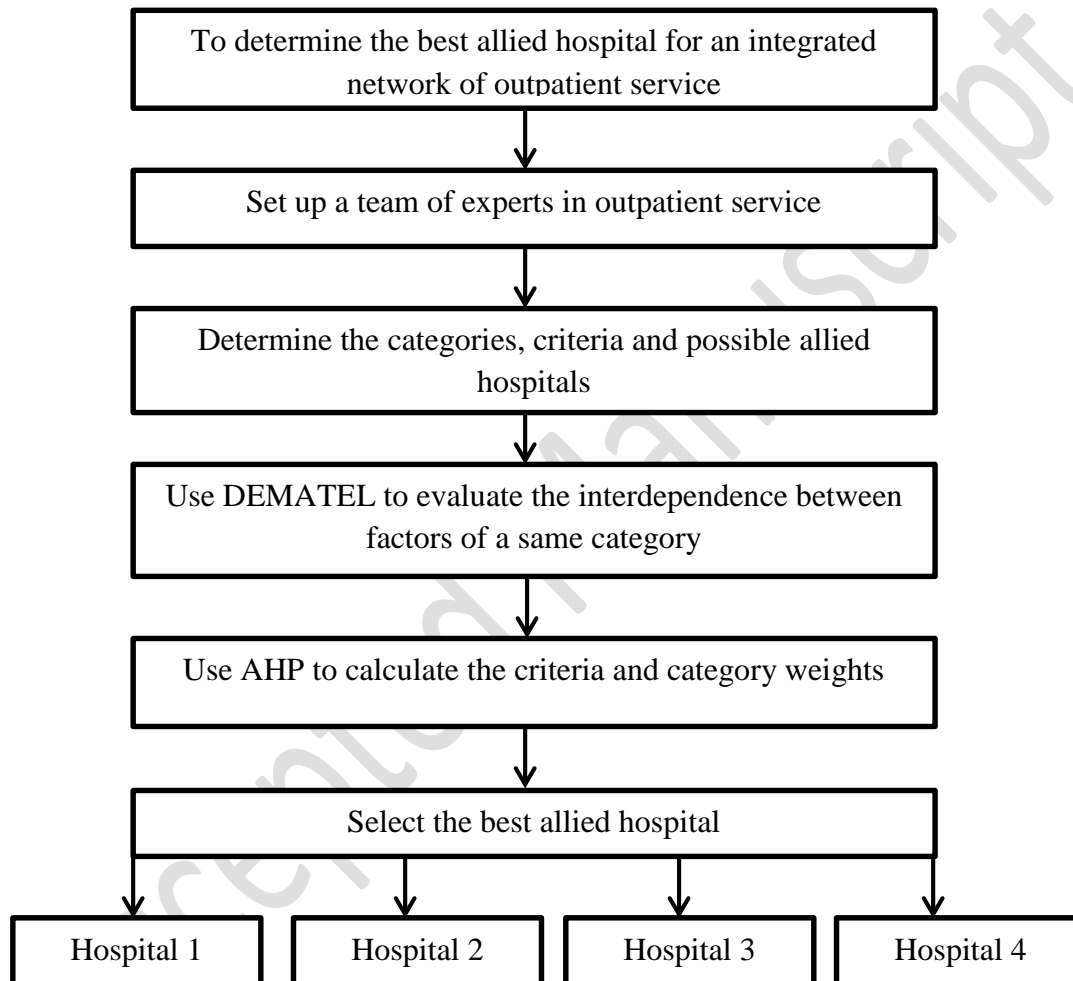 To determine the best allied hospital for an integrated
network of outpatient service
Set up a team of experts in outpatient service
Determine the categories, criteria and possible allied
hospitals
Use DEMATEL to evaluate the interdependence between
factors of a same category
Use AHP to calculate the criteria and category weights
Select the best allied hospital
Hospital 1
Hospital 2
Hospital 3
Hospital 4